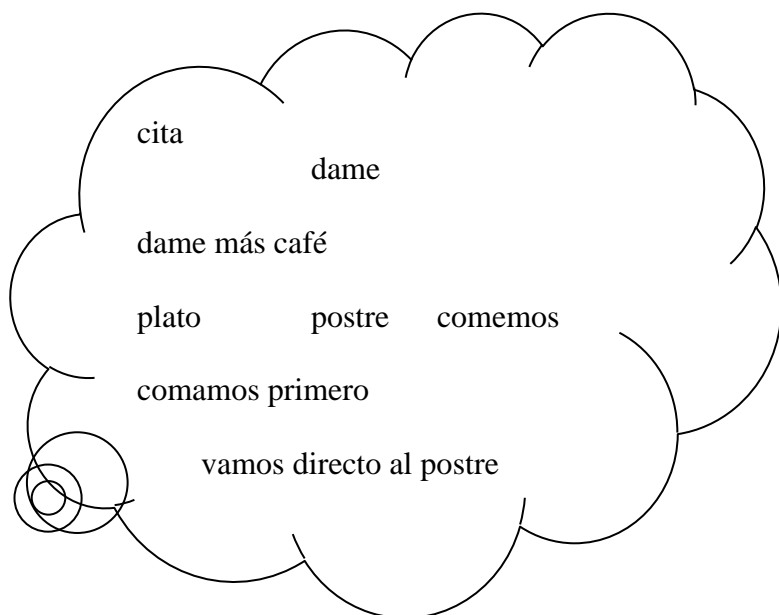 cita
dame
dame más café
plato postre comemos
comamos primero
vamos directo al postre